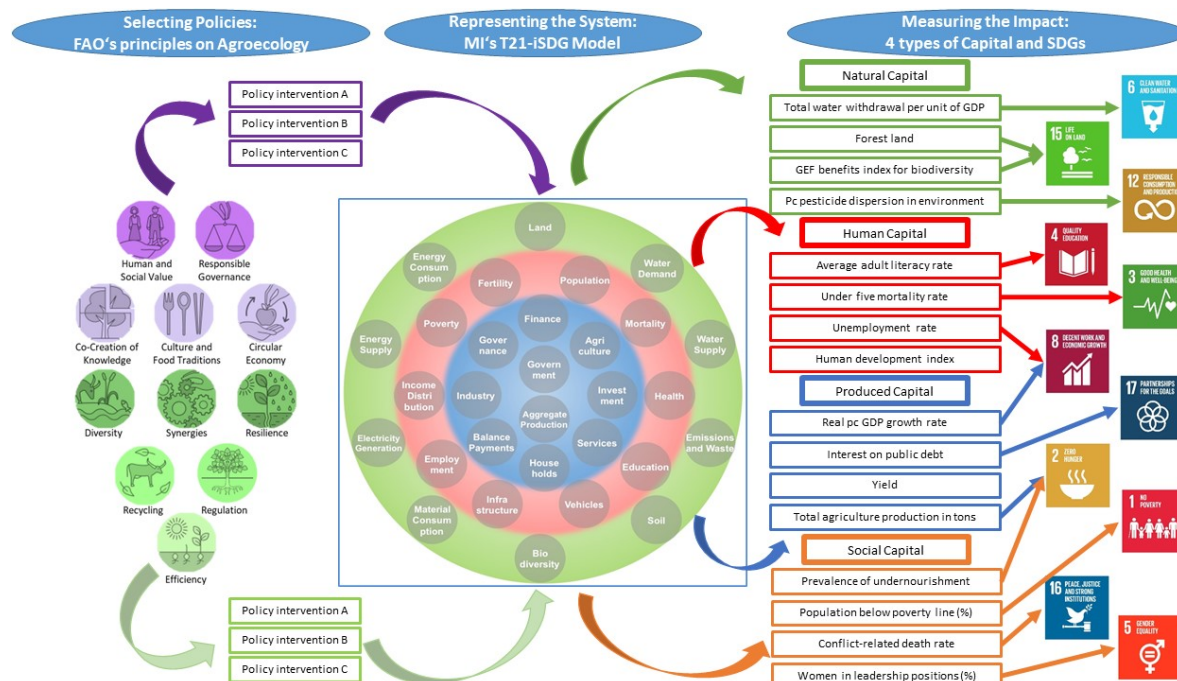 Selecting Policies:
FAO's principles on Agroecology
Representing the System:
MI's T21-iSDG Model
Measuring the Impact:
4 types of Capital and SDGs
Policy intervention A
Policy intervention B
Policy intervention C
Human and
Social Value
Responsible
Governance
Co-Creation of
Knowledge
Culture and
Food Traditions
Circular
Economy
Diversity
Synergies
Resilience
Recycling
Regulation
Efficiency
Policy intervention A
Policy intervention B
Policy intervention C
Land
Energy
Consum
ption
Water
Demand
Fertility
Population
Finance
Poverty
Mortality
Energy Supply
Gover
nance
Agri
culture
Water
Supply
Govern
ment
Income
Distri
bution
Industry
Invest
ment
Health
Aggregate
Production
Electricity
Generation
Balance
Payments
Services
Emissions
and Waste
Employ
ment
House
holds
Education
Material
Consum
ption
Infra
structure
Vehicles
Soil
Bio
diversity
Natural Capital
Total water withdrawal per unit of GDP
Forest land
GEF benefits index for biodiversity
Pc pesticide dispersion in environment
Human Capital
Average adult literacy rate
Under five mortality rate
Unemployment rate
Human development index
Produced Capital
Real pc GDP growth rate
Interest on public debt
Yield
Total agriculture production in tons
Social Capital
Prevalence of undernourishment
Population below poverty line (%)
Conflict-related death rate
Women in leadership positions (%)
6 CLEAN WATER
AND SANITATION
15 LIFE
ON LAND
12 RESPONSIBLE
CONSUMPTION
AND PRODUCTION
4 QUALITY
EDUCATION
3 GOOD HEALTH
AND WELL-BEING
8 DECENT WORK AND
ECONOMIC GROWTH
17 PARTNERSHIPS
FOR THE GOALS
2 ZERO
HUNGER
1 NO
POVERTY
16 PEACE, JUSTICE
AND STRONG
INSTITUTIONS
5 GENDER
EQUALITY